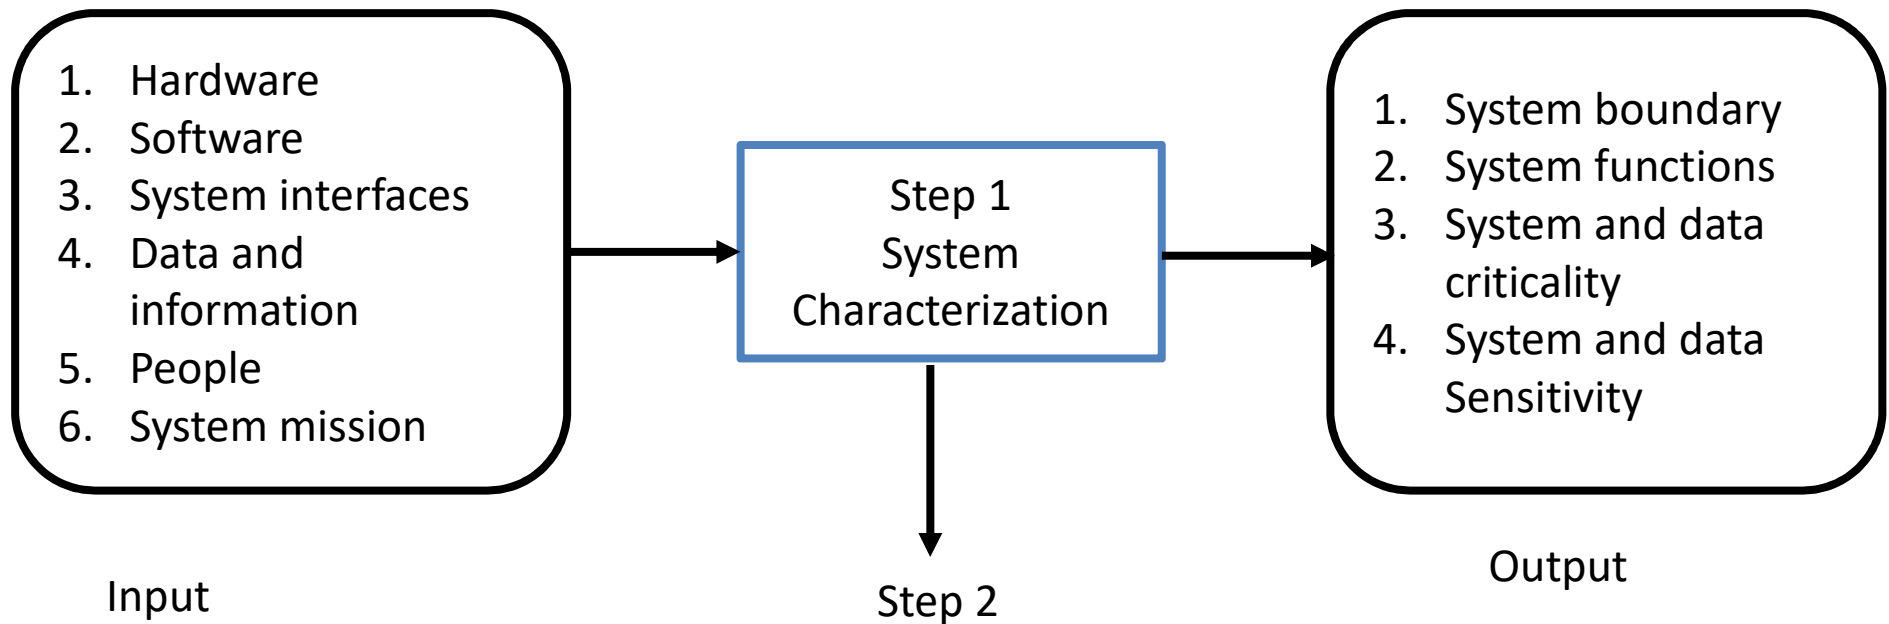 1. Hardware
2. Software
3. System interfaces
4. Data and
information
5. People
6. System mission
Input
Step 1
System
Characterization
Step 2
1. System boundary
2. System functions
3. System and data
criticality
4. System and data
Sensitivity
Output